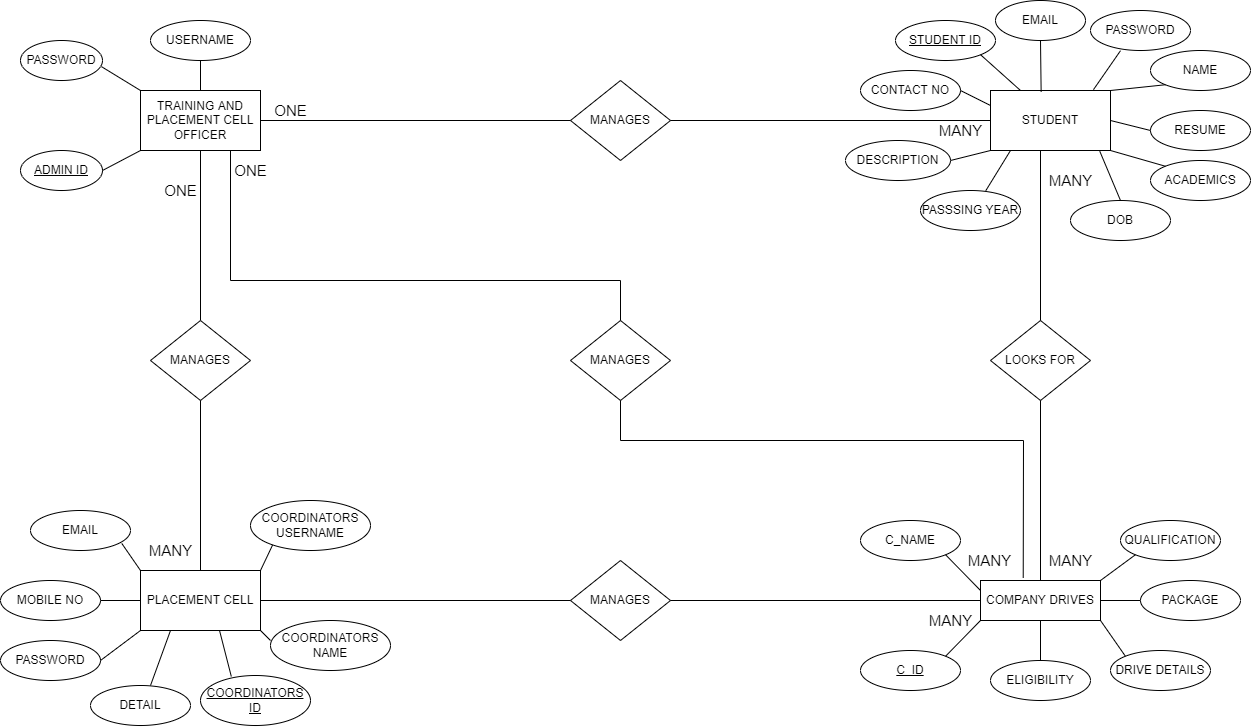 EMAIL
USERNAME
STUDENT ID
PASSWORD
PASSWORD
NAME
CONTACT NO
TRAINING AND
PLACEMENT CELL
OFFICER
ONE
MANAGES
MANY
STUDENT
RESUME
DESCRIPTION
ADMIN ID
ONE
ONE
MANY
ACADEMICS
PASSSING YEAR
DOB
MANAGES
MANAGES
LOOKS FOR
EMAIL
COORDINATORS
USERNAME
MANY
C_NAME
MANY
MANY
QUALIFICATION
MOBILE NO
PLACEMENT CELL
MANAGES
COMPANY DRIVES
PACKAGE
MANY
PASSWORD
COORDINATORS
NAME
C_ID
ELIGIBILITY
DRIVE DETAILS
DETAIL
COORDINATORS
ID